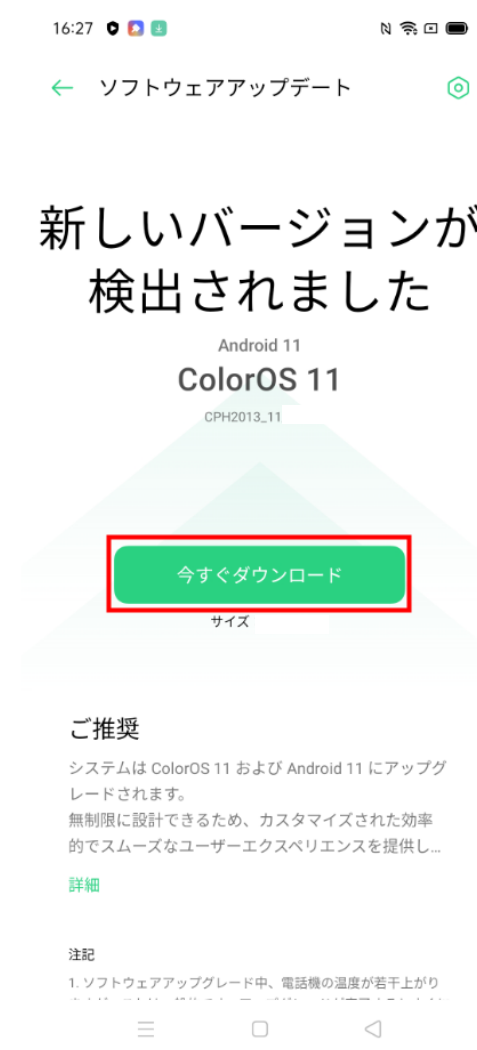 16:27
ソフトウェアアップデート
新しいバージョンが
検出されました
Android 11
ColorOS 11
CPH2013_11
今すぐダウンロード
サイズ
ご推奨
システムは ColorOS 11 および Android 11 にアップグ
レードされます。
無制限に設計できるため、カスタマイズされた効率
的でスムーズなユーザーエクスペリエンスを提供し...
詳細
注記
1. ソフトウェアアップグレード中、電話機の温度が若干上がり